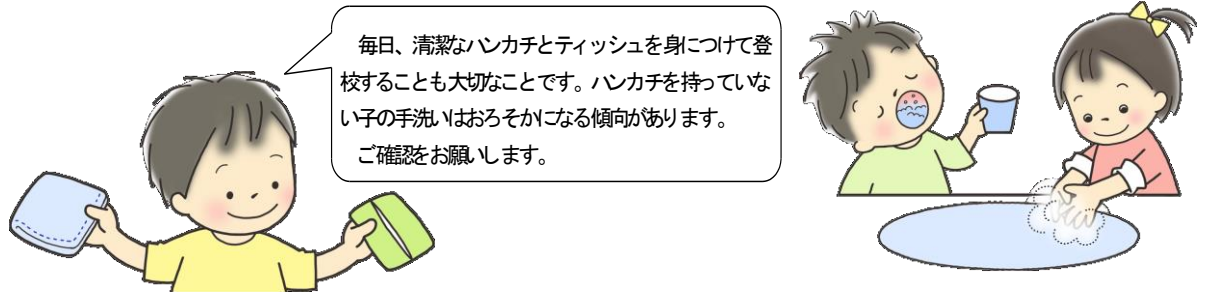 毎日、清潔なハンカチとティッシュを身につけて登
校することも大切なことです。ハンカチを持っていな
い子の手洗いはおろそかになる傾向があります。
ご確認をお願いします。